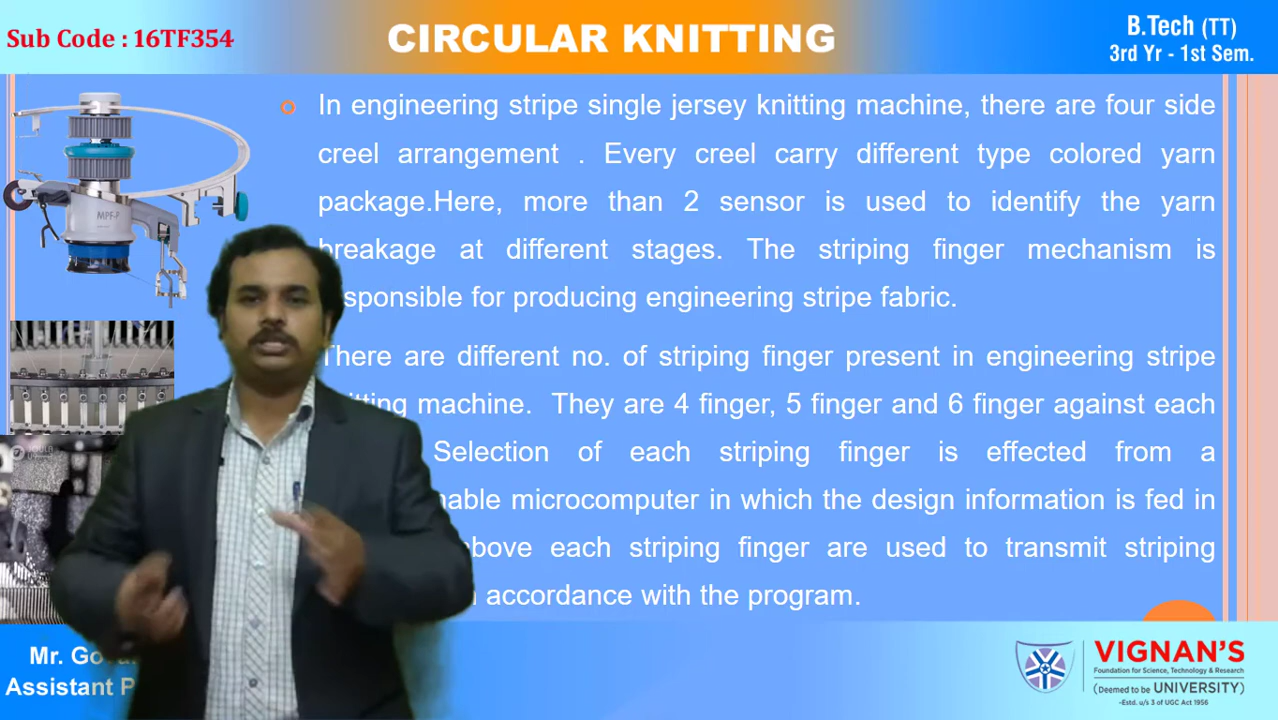 Sub Code : 16TF354
CIRCULAR KNITTING
B.Tech (TT)
3rd Yr - 1st Sem.
In engineering stripe single jersey knitting machine, there are four side
creel arrangement . Every creel carry different type colored yarn
package.Here, more than 2 sensor is used to identify the yarn
breakage at different stages. The striping finger mechanism is
sponsible for producing engineering stripe fabric.
There are different no. of striping finger present in engineering stripe
tting machine. They are 4 finger, 5 finger and 6 finger against each
Selection of each striping finger is effected from a
nable microcomputer in which the design information is fed in
above each striping finger are used to transmit striping
accordance with the program.
MPF-P
Mr. Go
Assistant P
VIGNAN'S
Foundation for Science, Technology & Research
(Deemed to be UNIVERSITY)
-Estd. u/s 3 of UGC Act 1956